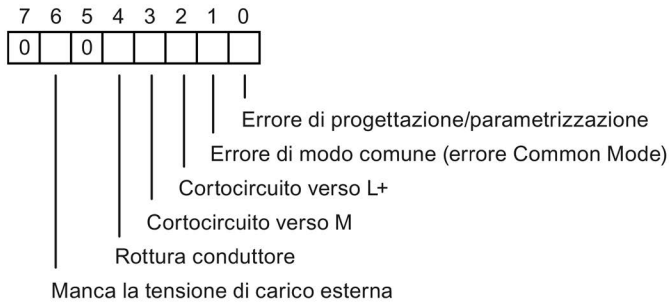 7 6 5 4 3 2 1 0
0 0
Errore di progettazione/parametrizzazione
Errore di modo comune (errore Common Mode)
Cortocircuito verso L+
Cortocircuito verso M
Rottura conduttore
Manca la tensione di carico esterna